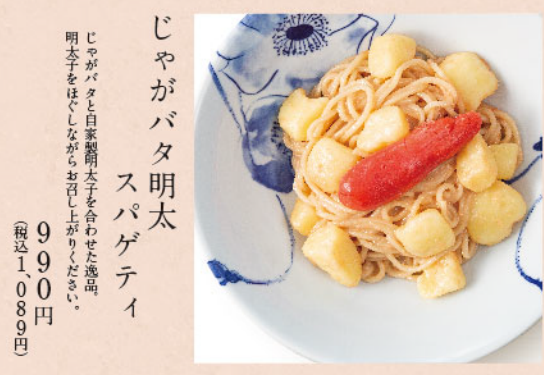 じゃがバタ明太
スパゲティ
じゃがバタと自家製明太子を合わせた逸品。
明太子をほぐしながらお召し上がりください。
990円
（税込1,089円）